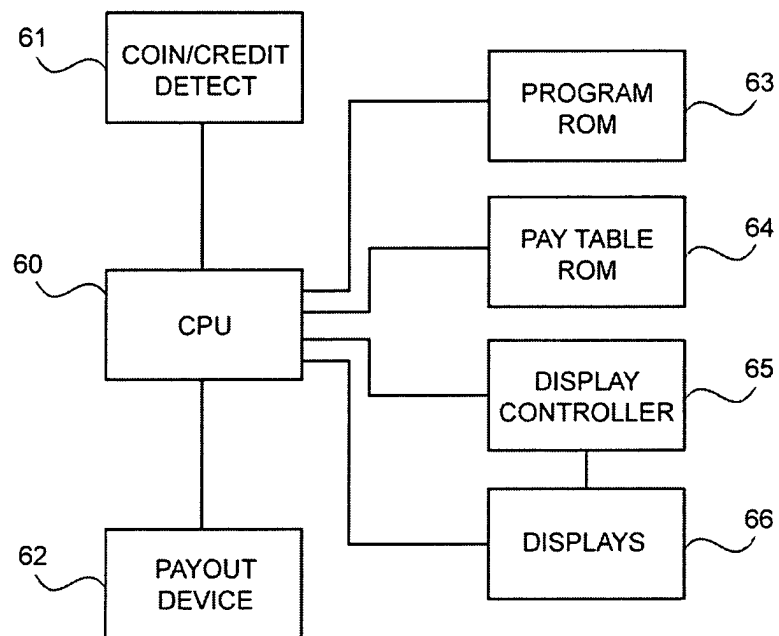 61
COIN/CREDIT
DETECT
63
PROGRAM
ROM
64
PAY TABLE
ROM
60
CPU
65
DISPLAY
CONTROLLER
66
DISPLAYS
62
PAYOUT
DEVICE